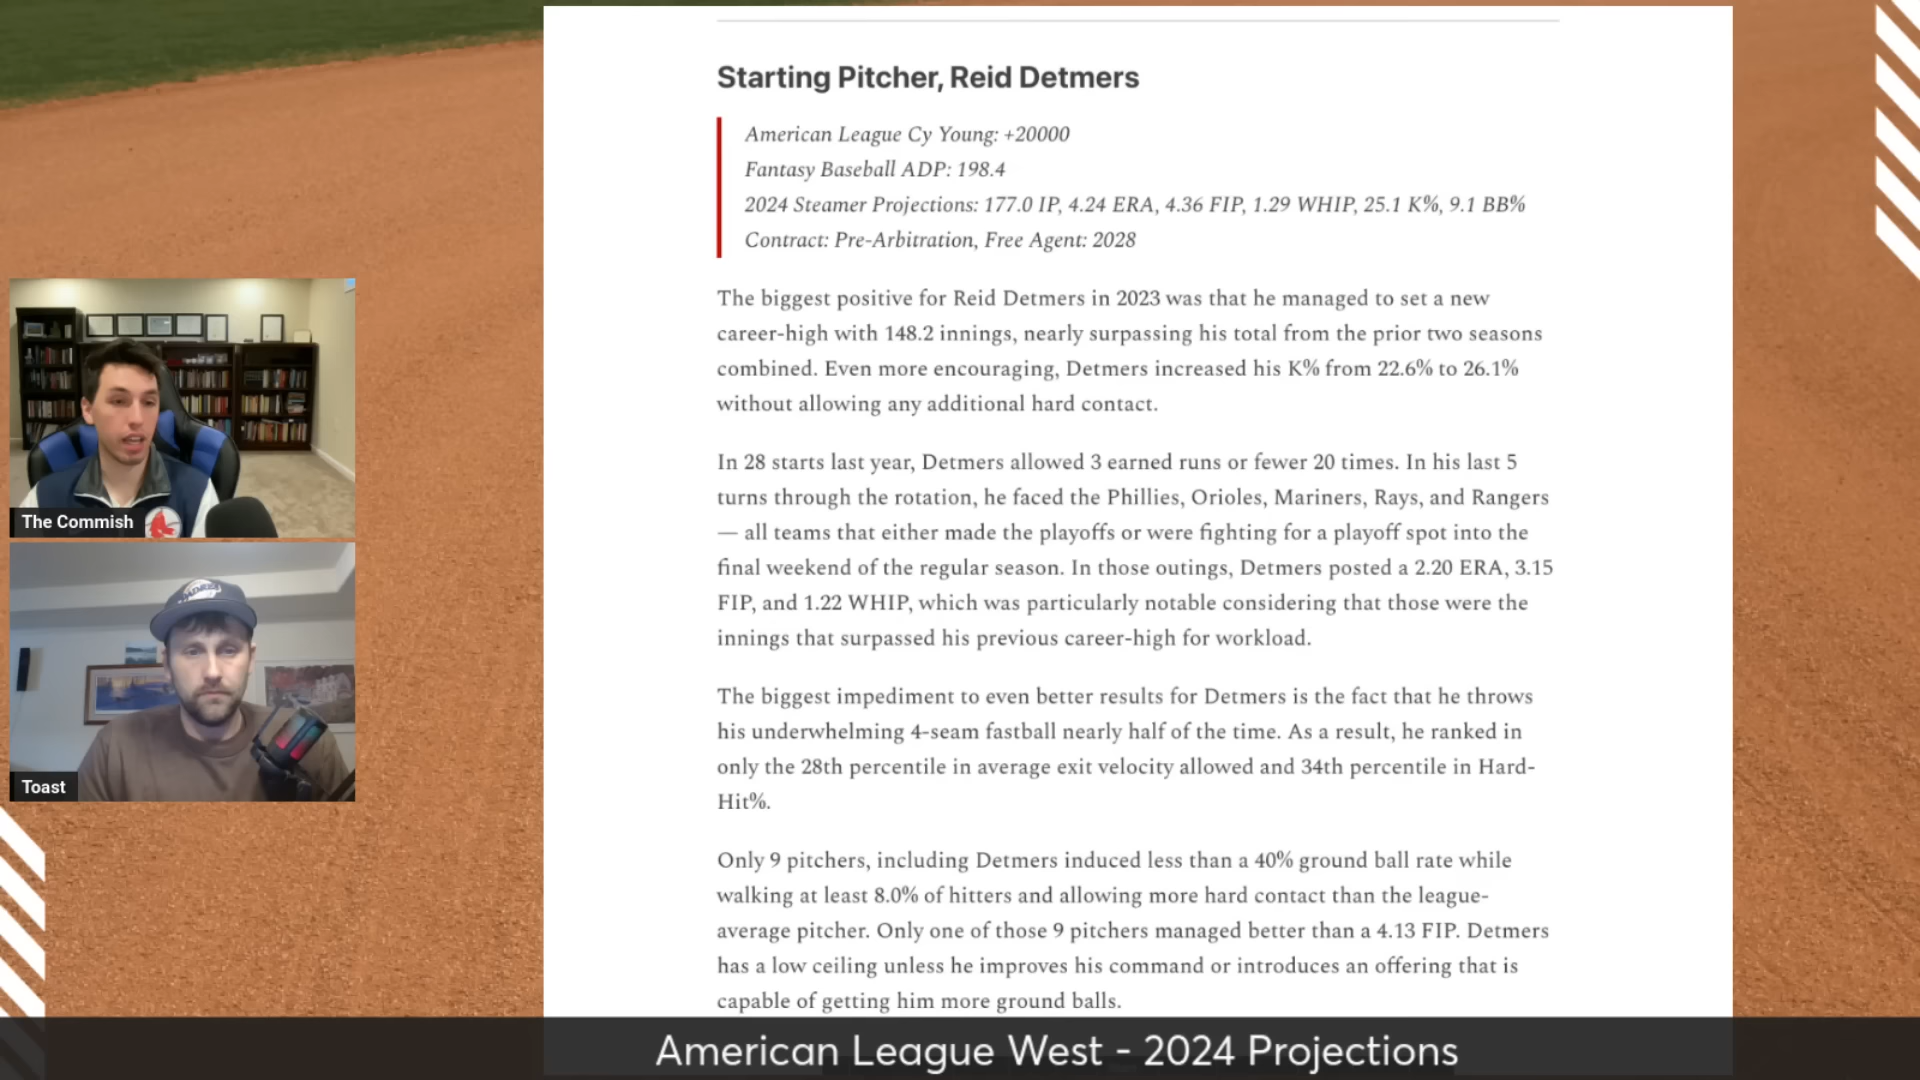 Starting Pitcher, Reid Detmers
American League Cy Young: +20000
Fantasy Baseball ADP: 198.4
2024 Steamer Projections: 177.0 IP, 4.24 ERA, 4.36 FIP, 1.29 WHIP, 25.1 K%, 9.1 BB%
Contract: Pre-Arbitration, Free Agent: 2028
The biggest positive for Reid Detmers in 2023 was that he managed to set a new
career-high with 148.2 innings, nearly surpassing his total from the prior two seasons
combined. Even more encouraging, Detmers increased his K% from 22.6% to 26.1%
without allowing any additional hard contact.
In 28 starts last year, Detmers allowed 3 earned runs or fewer 20 times. In his last 5
turns through the rotation, he faced the Phillies, Orioles, Mariners, Rays, and Rangers
— all teams that either made the playoffs or were fighting for a playoff spot into the
final weekend of the regular season. In those outings, Detmers posted a 2.20 ERA, 3.15
FIP, and 1.22 WHIP, which was particularly notable considering that those were the
innings that surpassed his previous career-high for workload.
The biggest impediment to even better results for Detmers is the fact that he throws
his underwhelming 4-seam fastball nearly half of the time. As a result, he ranked in
only the 28th percentile in average exit velocity allowed and 34th percentile in Hard-
Hit%.
Only 9 pitchers, including Detmers induced less than a 40% ground ball rate while
walking at least 8.0% of hitters and allowing more hard contact than the league-
average pitcher. Only one of those 9 pitchers managed better than a 4.13 FIP. Detmers
has a low ceiling unless he improves his command or introduces an offering that is
capable of getting him more ground balls.
The Commish
Toast
American League West - 2024 Projections